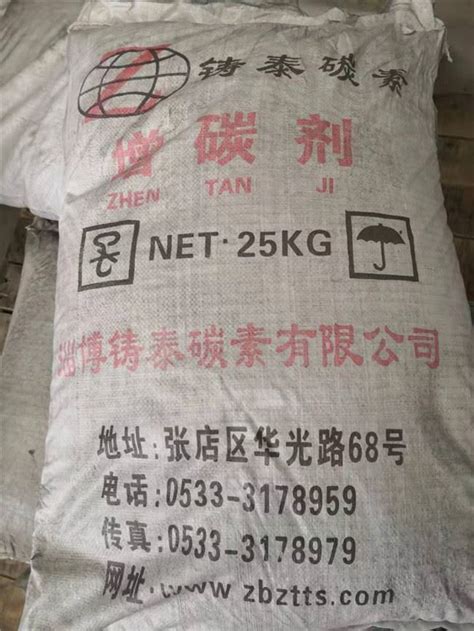 铸泰碳素
增碳剂
ZHEN TAN JI
NET·25KG
淄博铸泰碳素有限公司
地址:张店区华光路68号
电话:0533-3178959
传真:0533-3178979
网址:www.zbztts.com